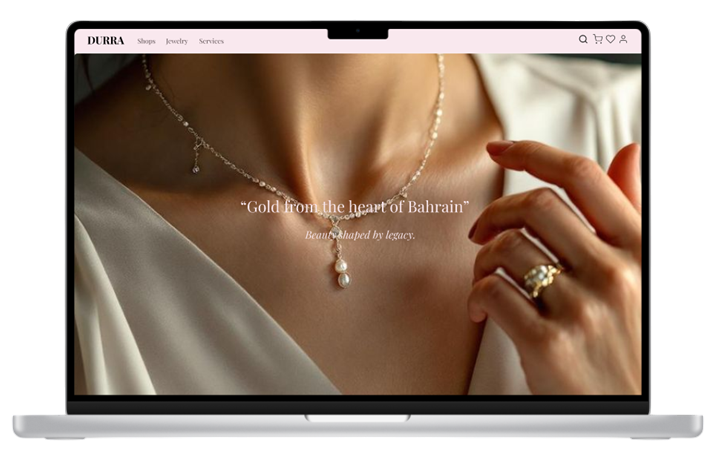 DURRA
Shops Jewelry Services
“Gold from the heart of Bahrain”
Beauty shaped by legacy.